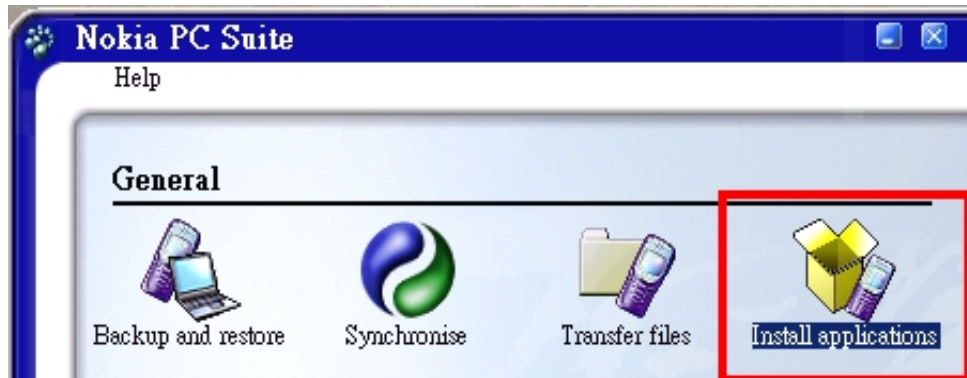 Nokia PC Suite
Help
General
Backup and restore Synchronise Transfer files Install applications